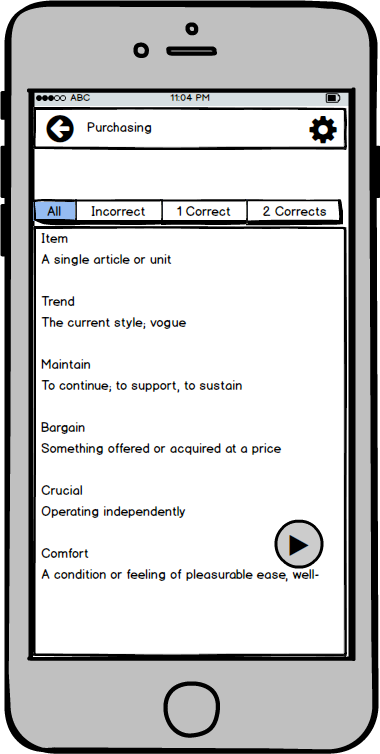 ABC 11:04 PM
Purchasing
All Incorrect 1 Correct 2 Corrects
Item
A single article or unit
Trend
The current style; vogue
Maintain
To continue; to support, to sustain
Bargain
Something offered or acquired at a price
Crucial
Operating independently
Comfort
A condition or feeling of pleasurable ease, well-